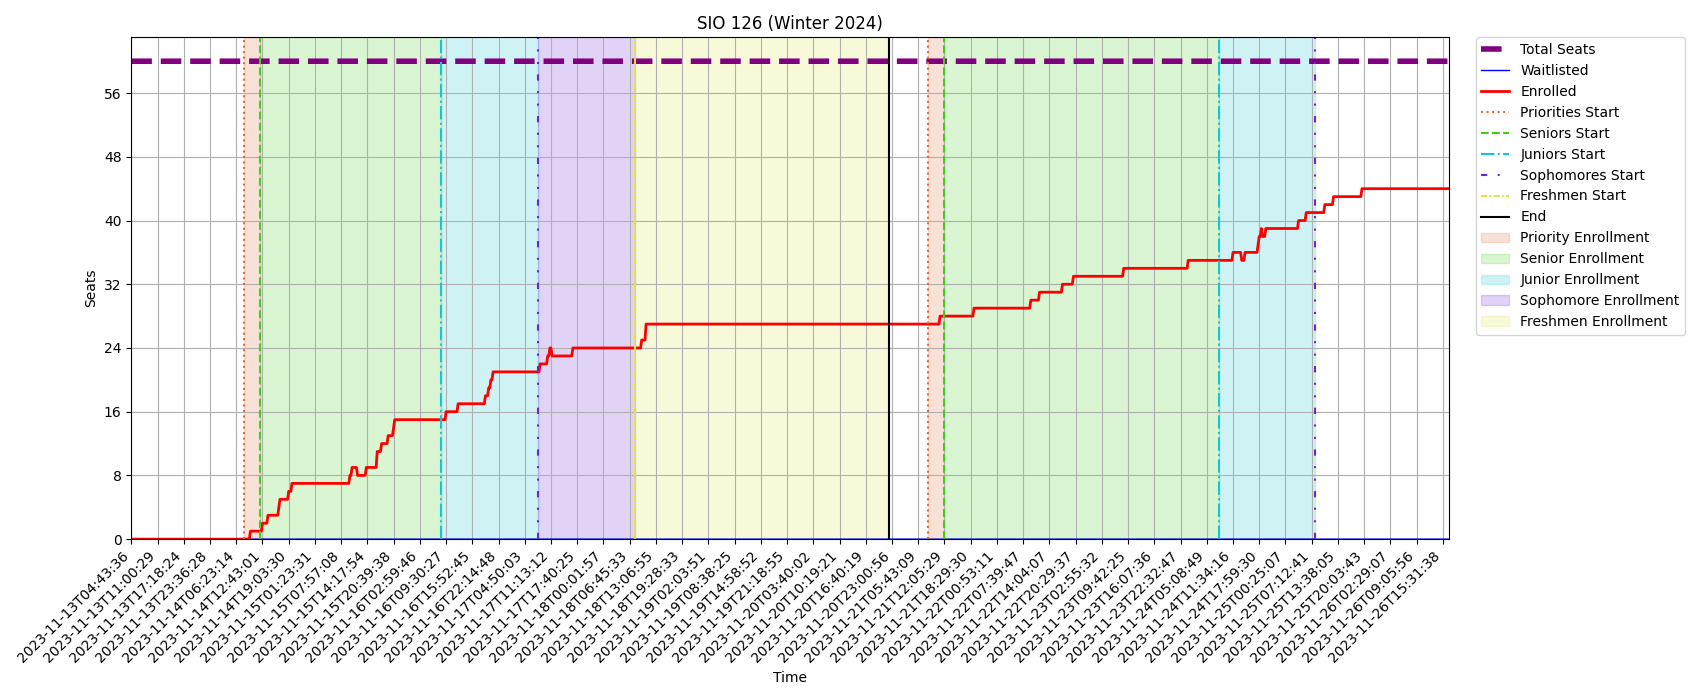 SIO 126 (Winter 2024)
Seats
56
48
40
32
24
16
8
0
2023-11-13T04:43:36
2023-11-13T11:00:29
2023-11-13T17:18:24
2023-11-13T23:36:28
2023-11-14T06:23:14
2023-11-14T12:43:01
2023-11-14T19:03:30
2023-11-15T01:23:31
2023-11-15T07:57:08
2023-11-15T14:17:54
2023-11-15T20:39:38
2023-11-16T02:59:46
2023-11-16T09:30:27
2023-11-16T15:52:45
2023-11-16T22:14:48
2023-11-17T04:50:03
2023-11-17T11:13:12
2023-11-17T17:40:25
2023-11-18T00:01:57
2023-11-18T06:45:33
2023-11-18T13:06:55
2023-11-18T19:28:33
2023-11-19T02:03:51
2023-11-19T08:38:25
2023-11-19T14:58:52
2023-11-19T21:18:55
2023-11-20T03:40:02
2023-11-20T10:19:21
2023-11-20T16:40:19
2023-11-20T23:00:56
2023-11-21T05:43:09
2023-11-21T12:05:29
2023-11-21T18:29:30
2023-11-22T00:53:11
2023-11-22T07:39:47
2023-11-22T14:04:07
2023-11-22T20:29:37
2023-11-23T02:55:32
2023-11-23T09:42:23
2023-11-23T16:07:36
2023-11-23T22:32:47
2023-11-24T05:08:49
2023-11-24T11:34:16
2023-11-24T17:59:30
2023-11-25T00:25:07
2023-11-25T07:12:41
2023-11-25T13:38:05
2023-11-25T20:03:43
2023-11-26T02:29:07
2023-11-26T09:05:56
2023-11-26T15:31:38
Time
Total Seats
Waitlisted
Enrolled
Priorities Start
Seniors Start
Juniors Start
Sophomores Start
Freshmen Start
End
Priority Enrollment
Senior Enrollment
Junior Enrollment
Sophomore Enrollment
Freshmen Enrollment